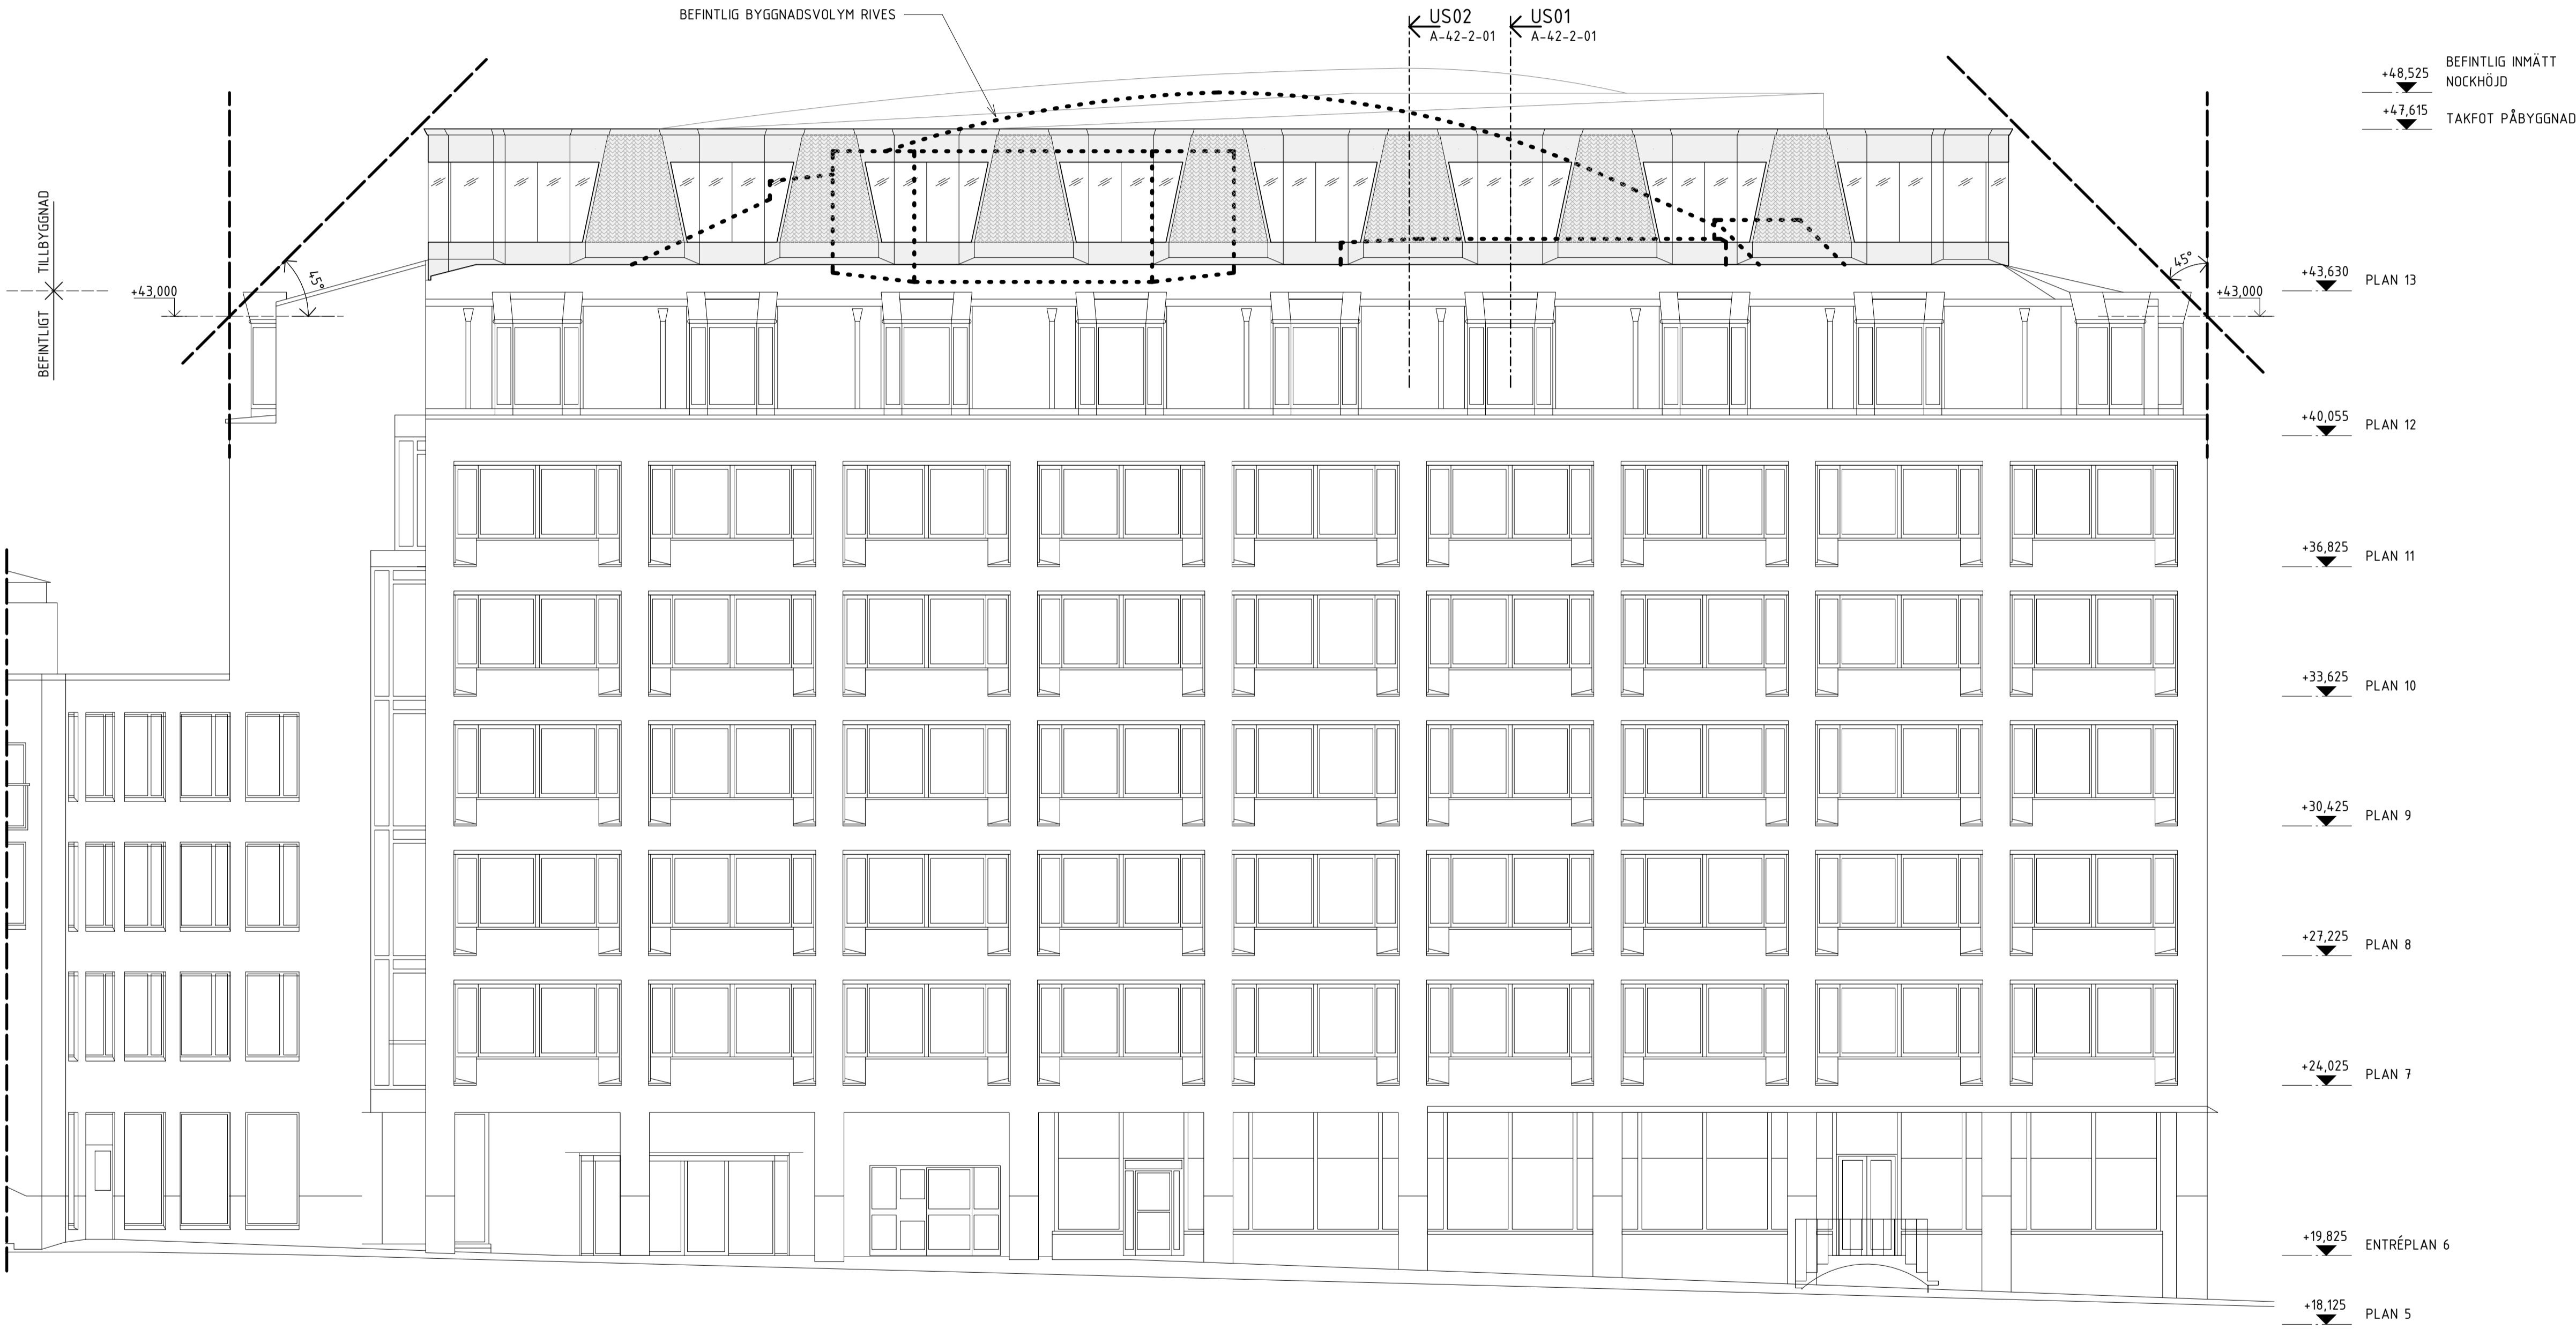 BEFINTLIG BYGGNADSVOLYM RIVES
US02
A-42-2-01
US01
A-42-2-01
+48,525
BEFINTLIG INMÄTT
NOCKHÖJD
+47,615
TAKFOT PÅBYGGNAD
TILLBYGGNAD
BEFINTLIGT
+43,000
45°
45°
+43,000
+43,630
PLAN 13
+40,055
PLAN 12
+36,825
PLAN 11
+33,625
PLAN 10
+30,425
PLAN 9
+27,225
PLAN 8
+24,025
PLAN 7
+19,825
ENTRÉPLAN 6
+18,125
PLAN 5